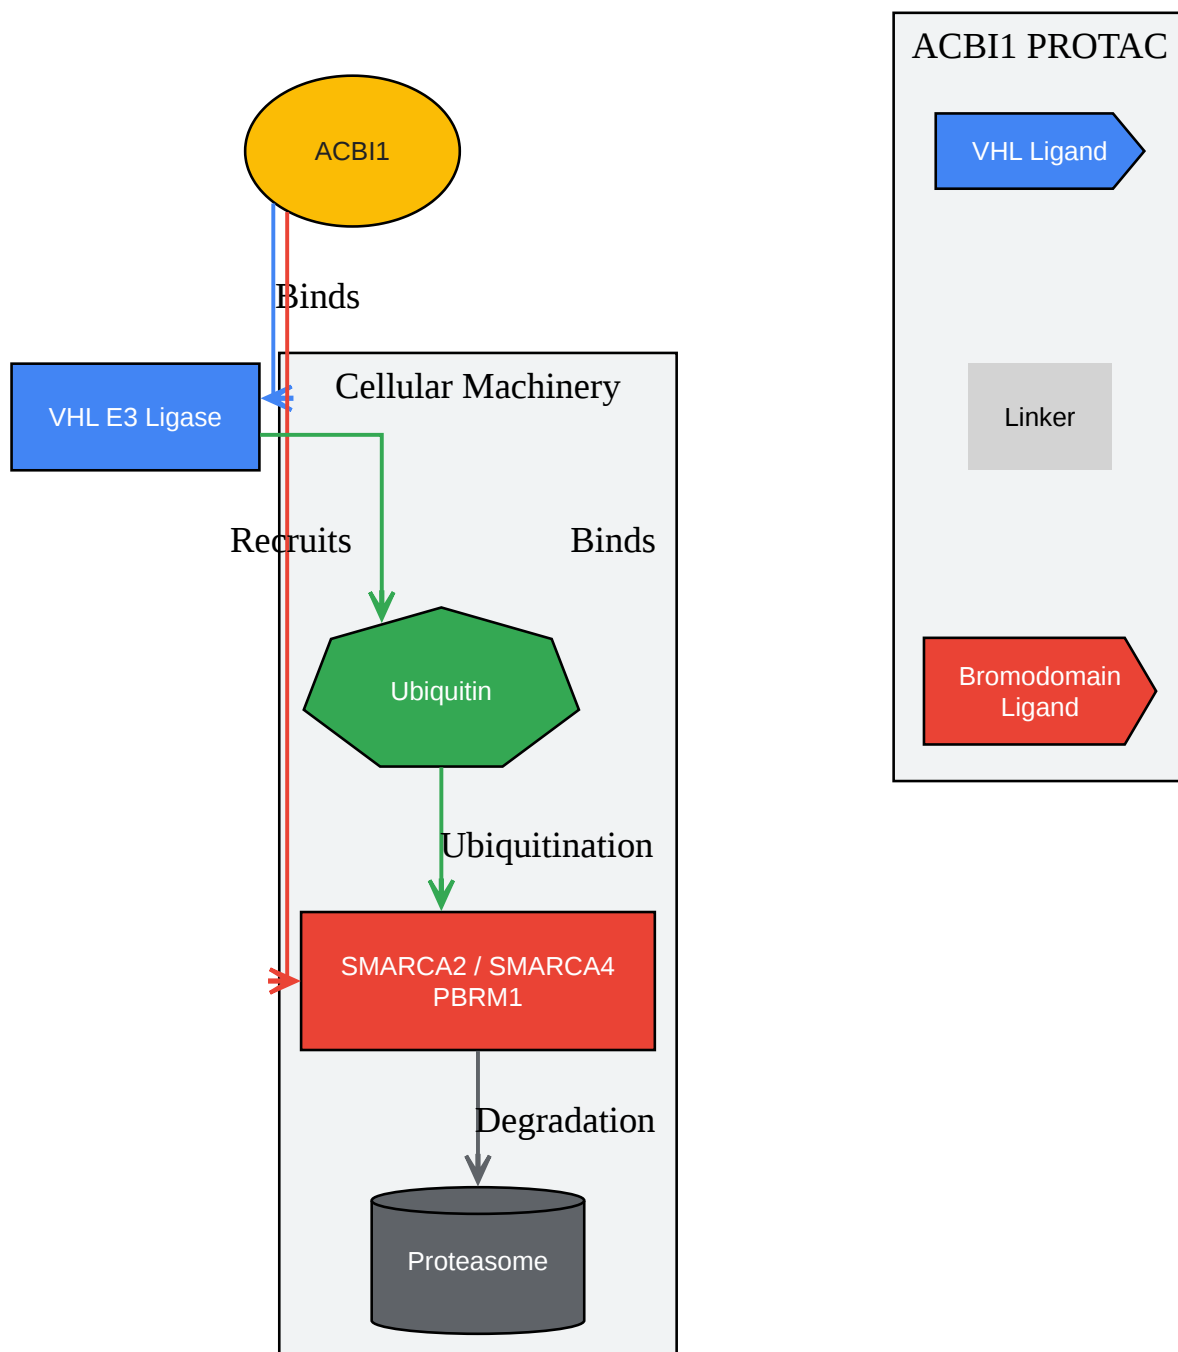 ACBI1 PROTAC
ACBI1
VHL Ligand
Binds
Cellular Machinery
VHL E3 Ligase
Linker
Recruits
Binds
Ubiquitin
Bromodomain
Ligand
Ubiquitination
SMARCA2 / SMARCA4
PBRM1
Degradation
Proteasome